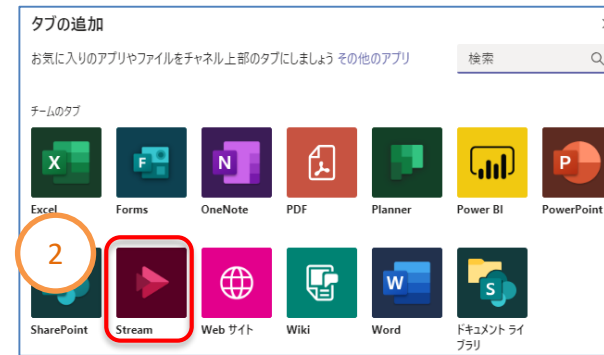 タブの追加
お気に入りのアプリやファイルをチャネル上部のタブにしましょう その他のアプリ
検索
チームのタブ
Excel Forms OneNote PDF Planner Power BI PowerPoint
2
SharePoint Stream Web サイト Wiki Word ドキュメント ライ
ブラリ